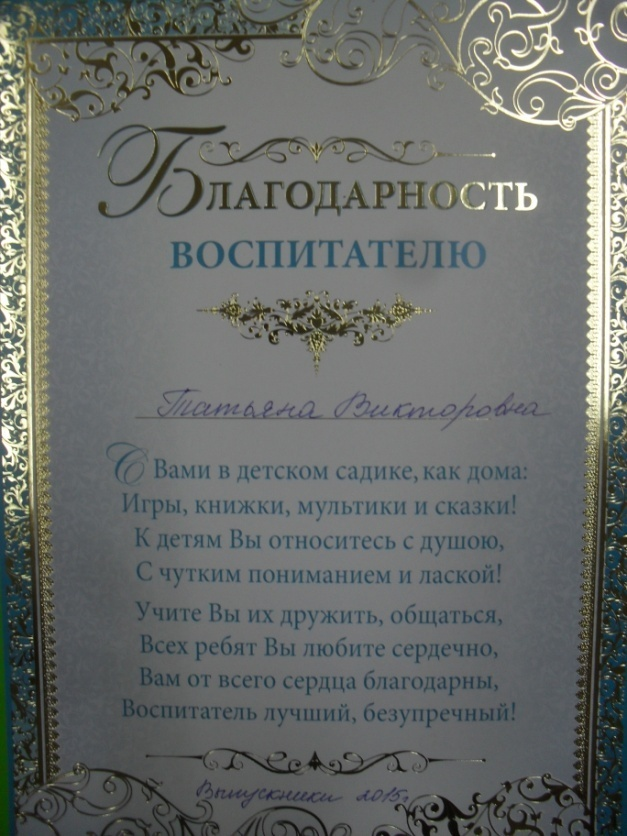 Благодарность
воспитателю
Татьяна Викторовна
С Вами в детском садике, как дома:
Игры, книжки, мультики и сказки!
К детям Вы относитесь с душою,
С чутким пониманием и лаской!
Учите Вы их дружить, общаться,
Всех ребят Вы любите сердечно,
Вам от всего сердца благодарны,
Воспитатель лучший, безупречный!
Выпускники 2015г